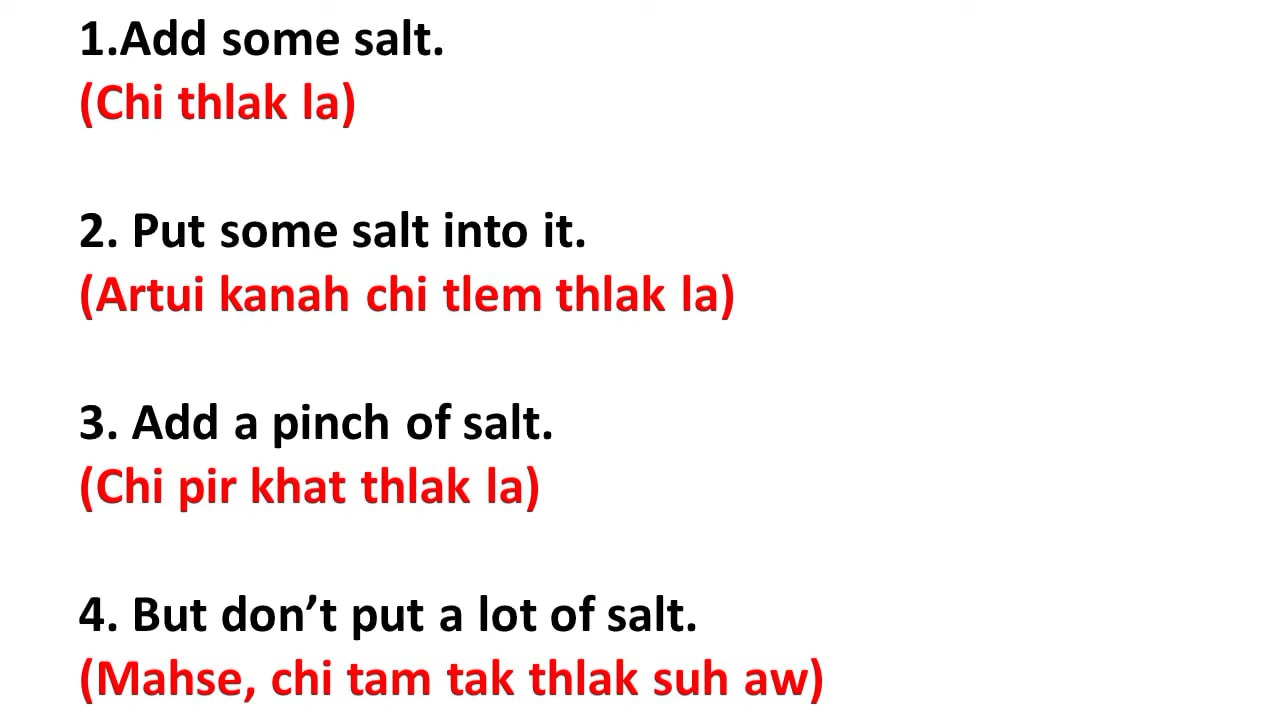 1.Add some salt.
(Chi thlak la)
2. Put some salt into it.
(Artui kanah chi tlem thlak la)
3. Add a pinch of salt.
(Chi pir khat thlak la)
4. But don’t put a lot of salt.
(Mahse, chi tam tak thlak suh aw)